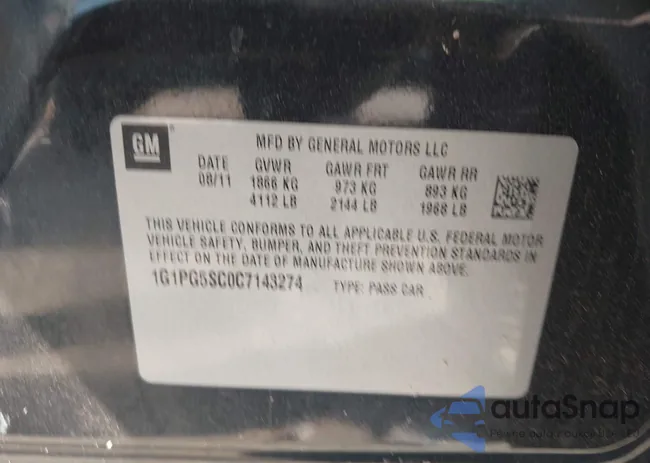 GM
MFD BY GENERAL MOTORS LLC
DATE GVWR GAWR FRT GAWR RR
08/11 1866 KG 973 KG 893 KG
4112 LB 2144 LB 1968 LB
THIS VEHICLE CONFORMS TO ALL APPLICABLE U.S. FEDERAL MOTOR
VEHICLE SAFETY, BUMPER, AND THEFT PREVENTION STANDARDS IN
EFFECT ON THE DATE OF MANUFACTURE SHOWN ABOVE.
1G1PG5SC0C7143274 TYPE: PASS CAR
autoSnap